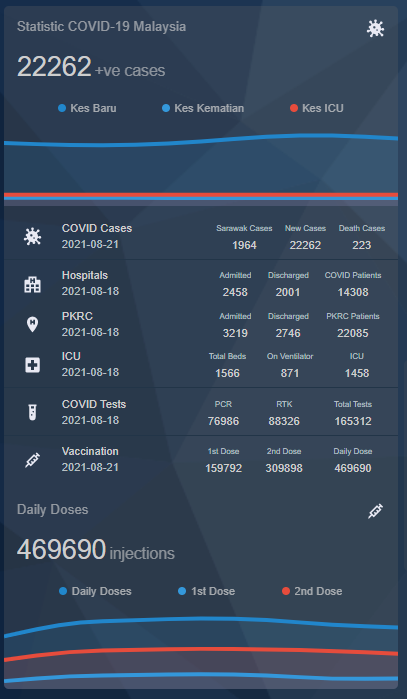 Statistic COVID-19 Malaysia
22262 +ve cases
Kes Baru Kes Kematian Kes ICU
COVID Cases Sarawak Cases New Cases Death Cases
2021-08-21 1964 22262 223
Hospitals Admitted Discharged COVID Patients
2021-08-18 2458 2001 14308
PKRC Admitted Discharged PKRC Patients
2021-08-18 3219 2746 22085
ICU Total Beds On Ventilator ICU
2021-08-18 1566 871 1458
COVID Tests PCR RTK Total Tests
2021-08-18 76986 88326 165312
Vaccination 1st Dose 2nd Dose Daily Dose
2021-08-21 159792 309898 469690
Daily Doses
469690 injections
Daily Doses 1st Dose 2nd Dose